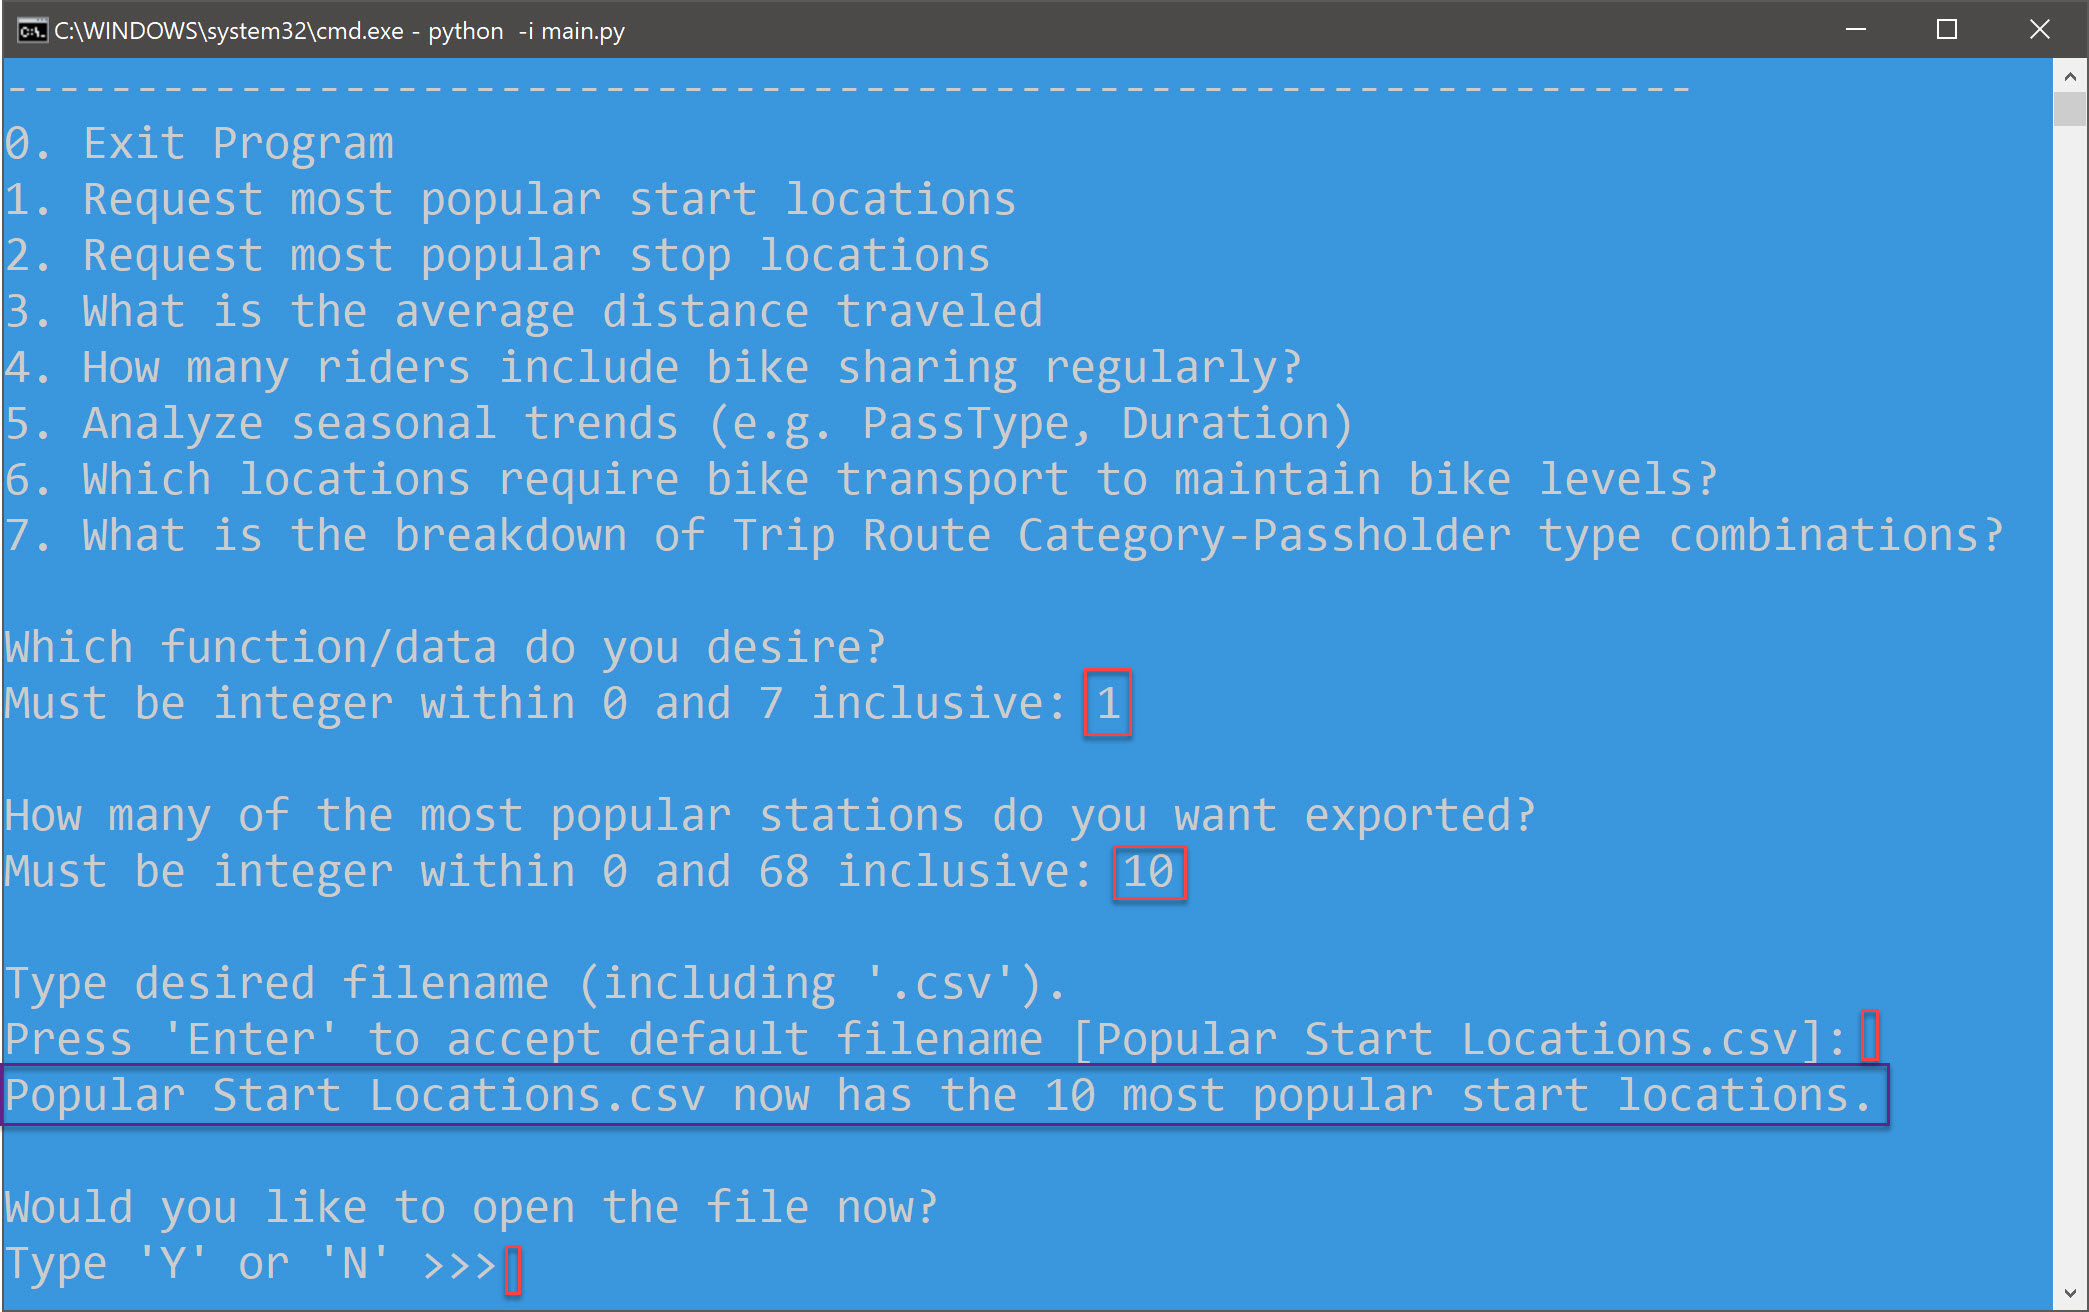 C:\WINDOWS\system32\cmd.exe - python  -i main.py
-----------------------------------------------------------------
0. Exit Program
1. Request most popular start locations
2. Request most popular stop locations
3. What is the average distance traveled
4. How many riders include bike sharing regularly?
5. Analyze seasonal trends (e.g. PassType, Duration)
6. Which locations require bike transport to maintain bike levels?
7. What is the breakdown of Trip Route Category-Passholder type combinations?
Which function/data do you desire?
Must be integer within 0 and 7 inclusive: 1
How many of the most popular stations do you want exported?
Must be integer within 0 and 68 inclusive: 10
Type desired filename (including '.csv').
Press 'Enter' to accept default filename [Popular Start Locations.csv]:
Popular Start Locations.csv now has the 10 most popular start locations.
Would you like to open the file now?
Type 'Y' or 'N' >>>